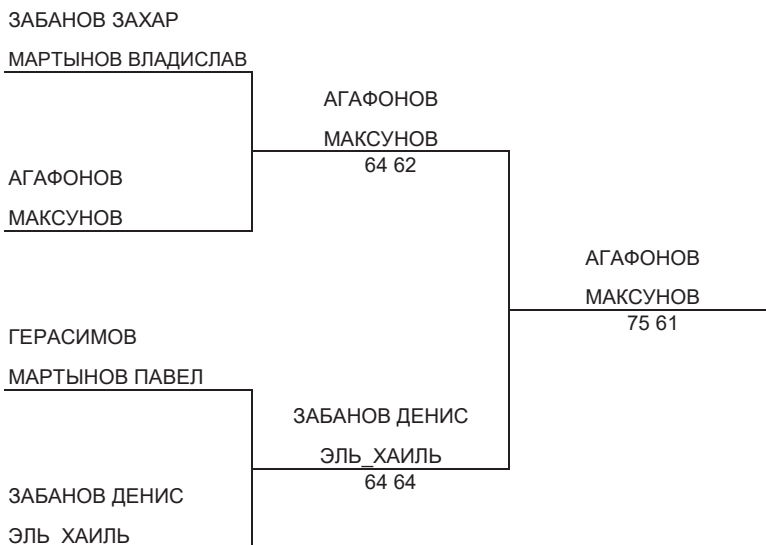 ЗАБАНОВ ЗАХАР
МАРТЫНОВ ВЛАДИСЛАВ
АГАФОНОВ
МАКСУНОВ
64 62
АГАФОНОВ
МАКСУНОВ
АГАФОНОВ
МАКСУНОВ
75 61
ГЕРАСИМОВ
МАРТЫНОВ ПАВЕЛ
ЗАБАНОВ ДЕНИС
ЭЛЬ_ХАИЛЬ
64 64
ЗАБАНОВ ДЕНИС
ЭЛЬ_ХАИЛЬ